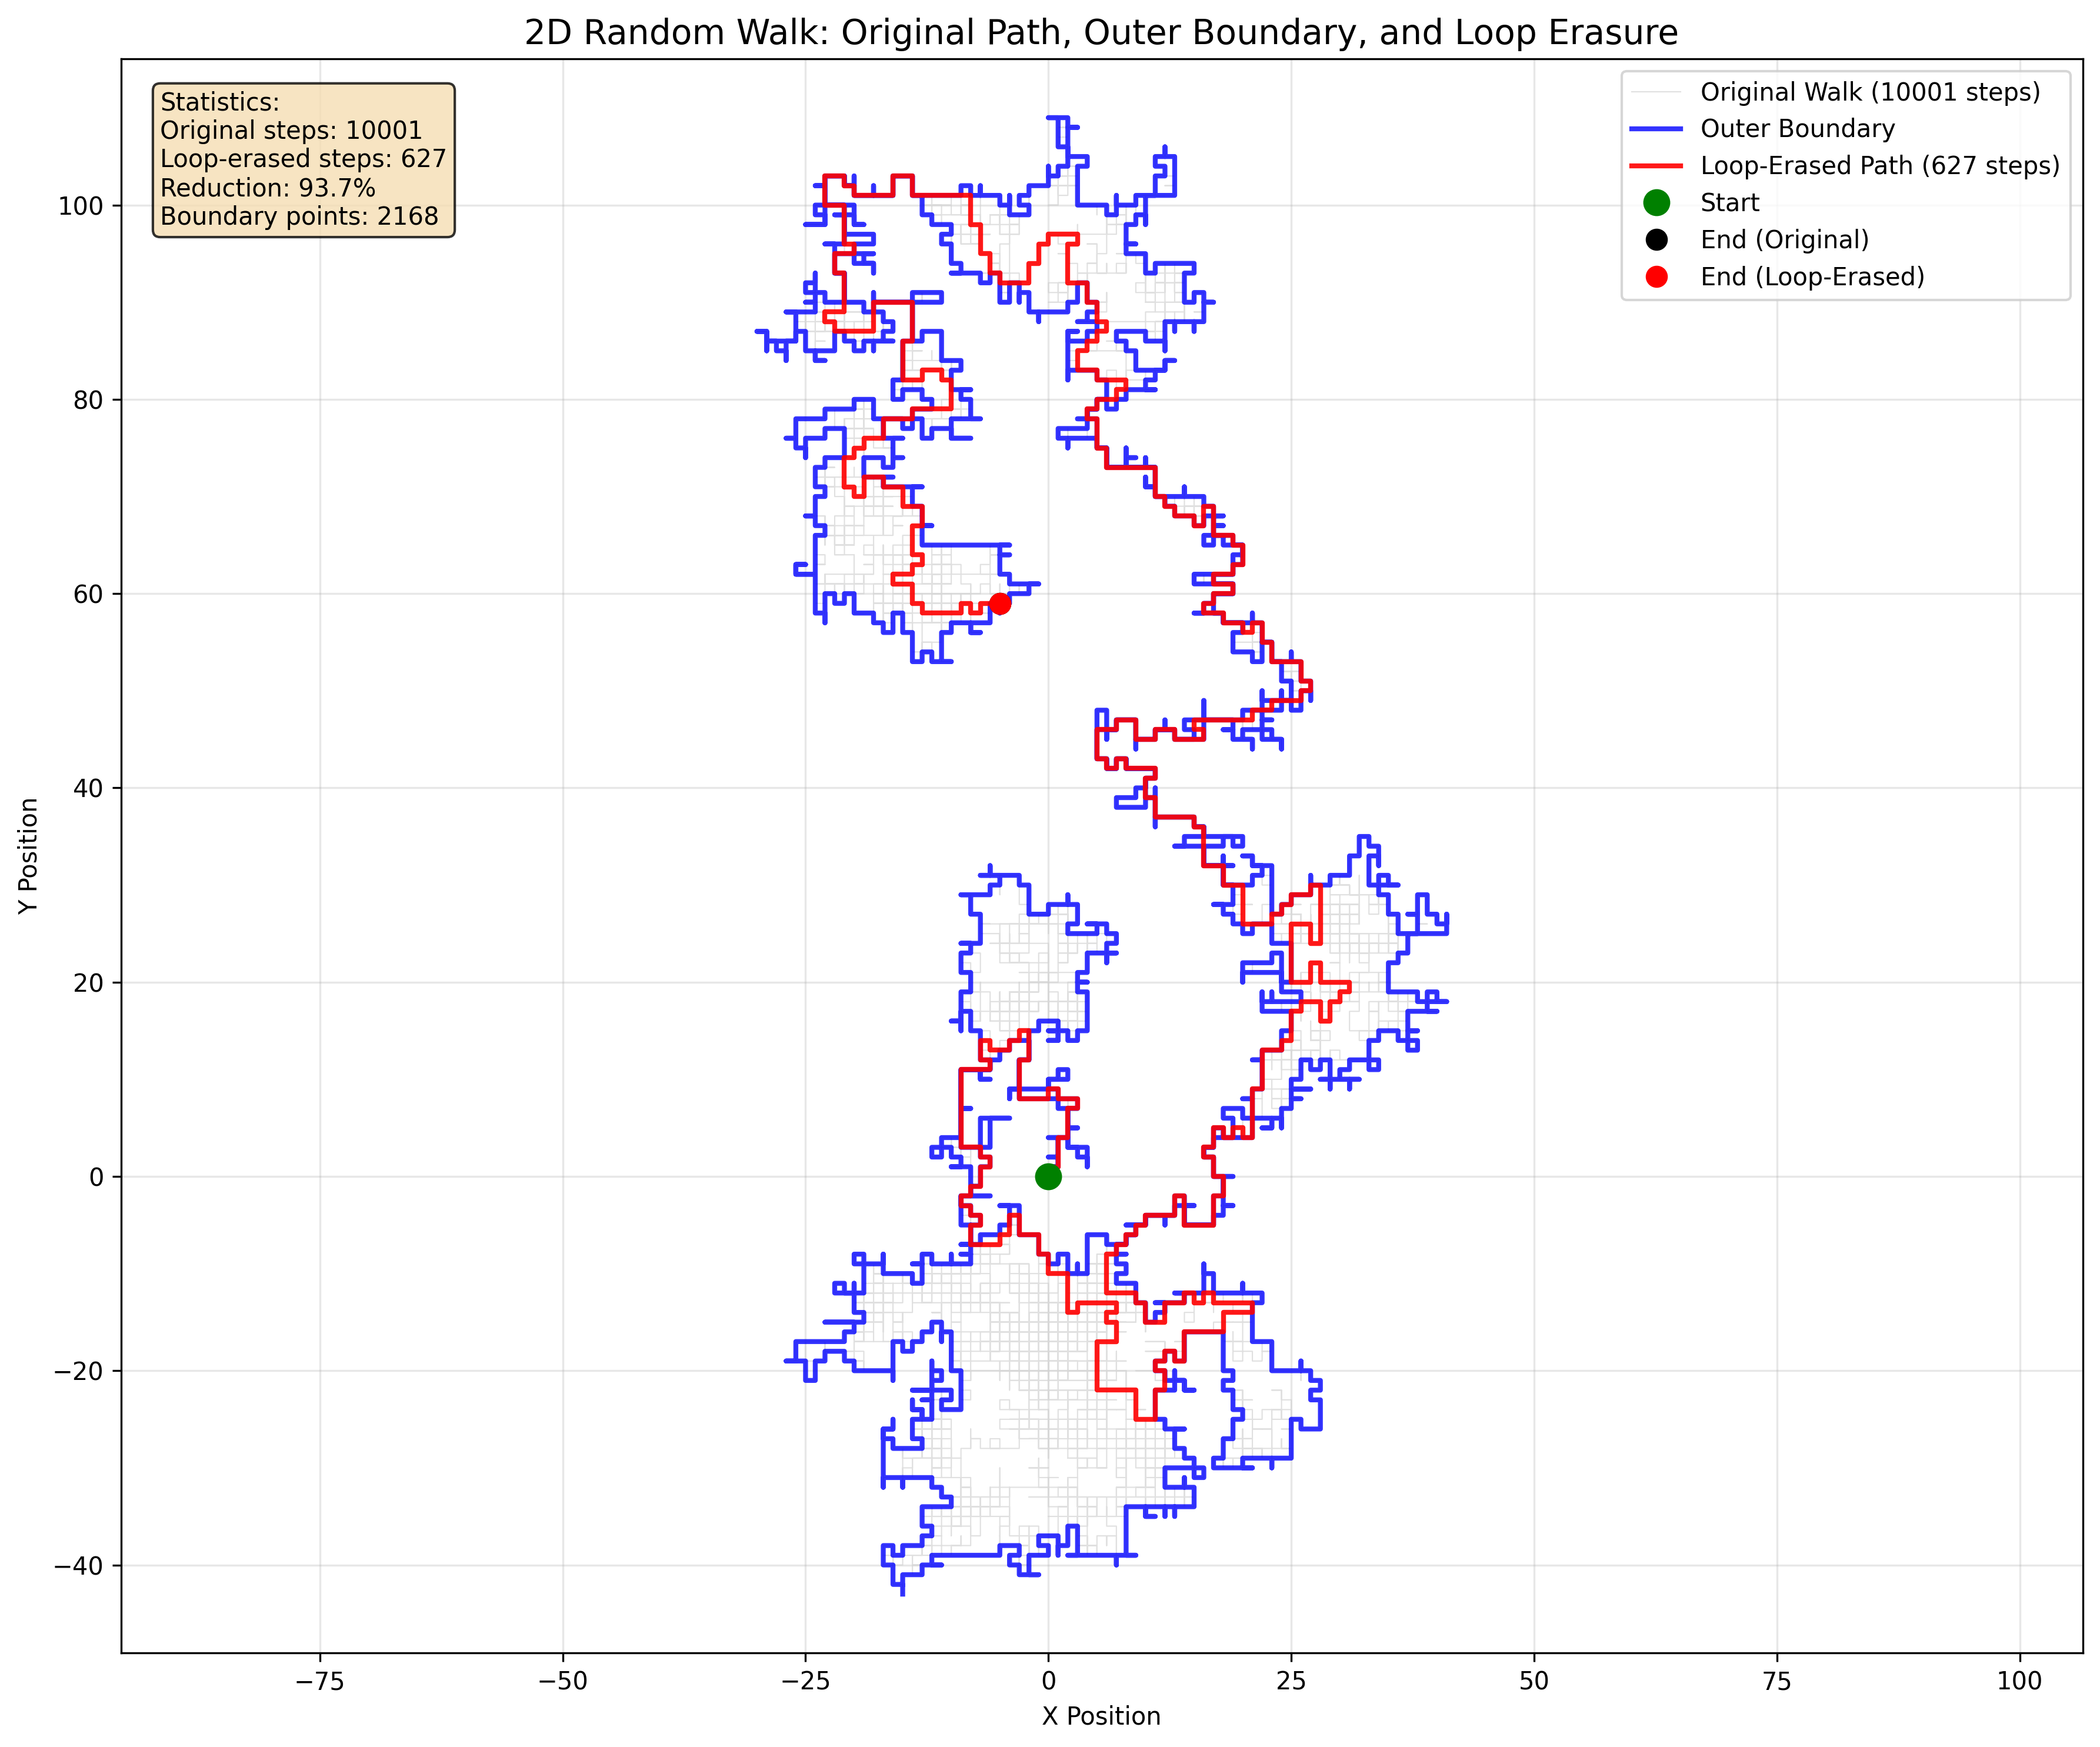 2D Random Walk: Original Path, Outer Boundary, and Loop Erasure
Statistics:
Original steps: 10001
Loop-erased steps: 627
Reduction: 93.7%
Boundary points: 2168
Original Walk (10001 steps)
Outer Boundary
Loop-Erased Path (627 steps)
Start
End (Original)
End (Loop-Erased)
Y Position
100
80
60
40
20
0
−20
−40
−75
−50
−25
0
25
50
75
100
X Position